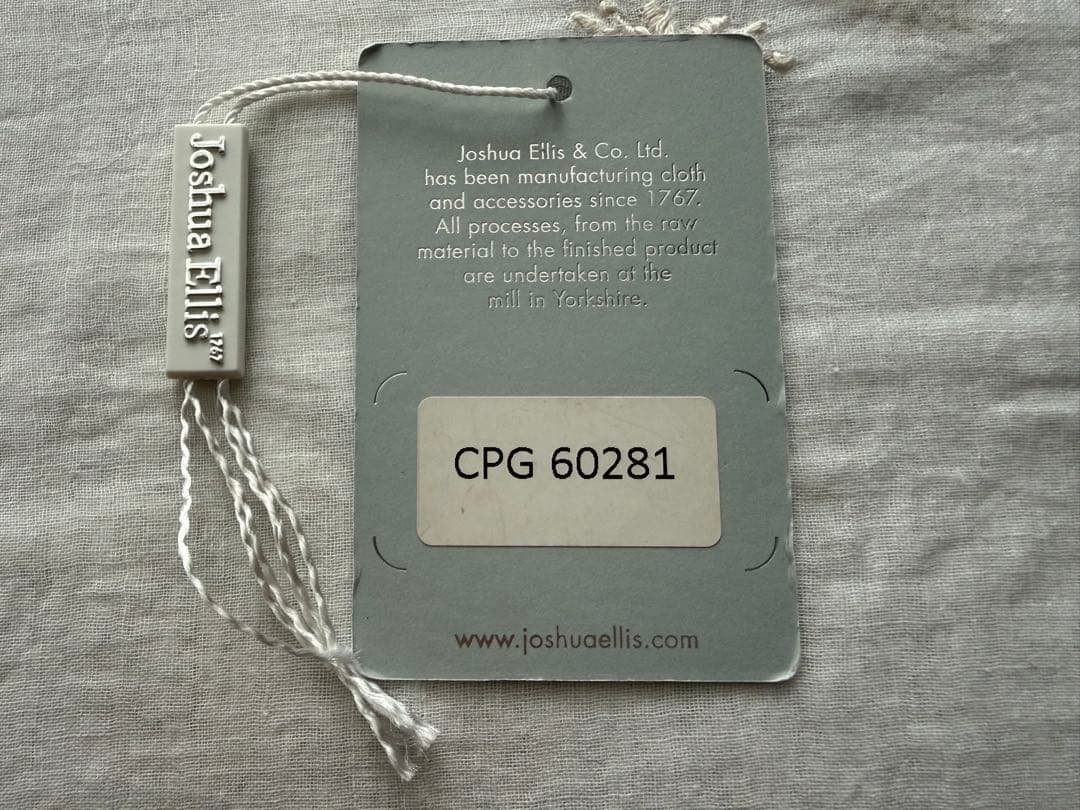 Joshua Ellis 1767
Joshua Ellis & Co. Ltd.
has been manufacturing cloth
and accessories since 1767.
All processes, from the raw
material to the finished product
are undertaken at the
mill in Yorkshire.
CPG 60281
www.joshuaellis.com